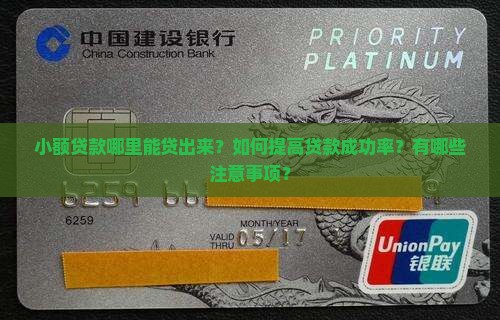 中国建设银行
China Construction Bank
PRIORITY
PLATINUM
小额贷款哪里能贷出来？如何提高贷款成功率？有哪些
注意事项？
6259
6259
MONTH/YEAR
VALID
THRU
05/17
UnionPay
银联